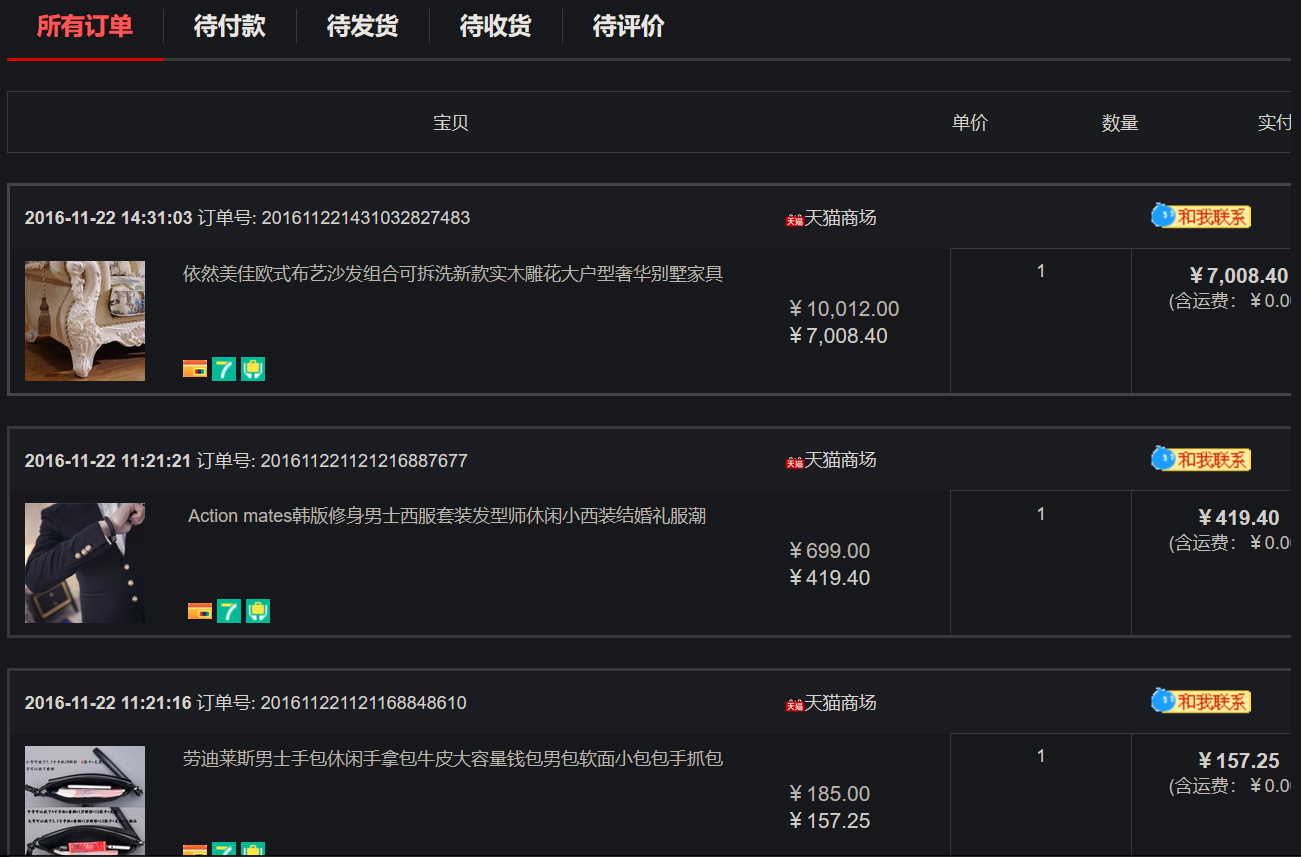 所有订单 待付款 待发货 待收货 待评价
宝贝 单价 数量 实付
2016-11-22 14:31:03 订单号: 201611221431032827483 天猫 天猫商场 和我联系
依然美佳欧式布艺沙发组合可拆洗新款实木雕花大户型奢华别墅家具 1 ¥7,008.40
(含运费: ¥0.00
¥10,012.00
¥7,008.40
7
2016-11-22 11:21:21 订单号: 201611221121216887677 天猫 天猫商场 和我联系
Action mates韩版修身男士西服套装发型师休闲小西装结婚礼服潮 1 ¥419.40
(含运费: ¥0.00
¥699.00
¥419.40
7
2016-11-22 11:21:16 订单号: 201611221121168848610 天猫 天猫商场 和我联系
劳迪莱斯男士手包休闲手拿包牛皮大容量钱包男包软面小包包手抓包 1 ¥157.25
(含运费: ¥0.00
¥185.00
¥157.25
7